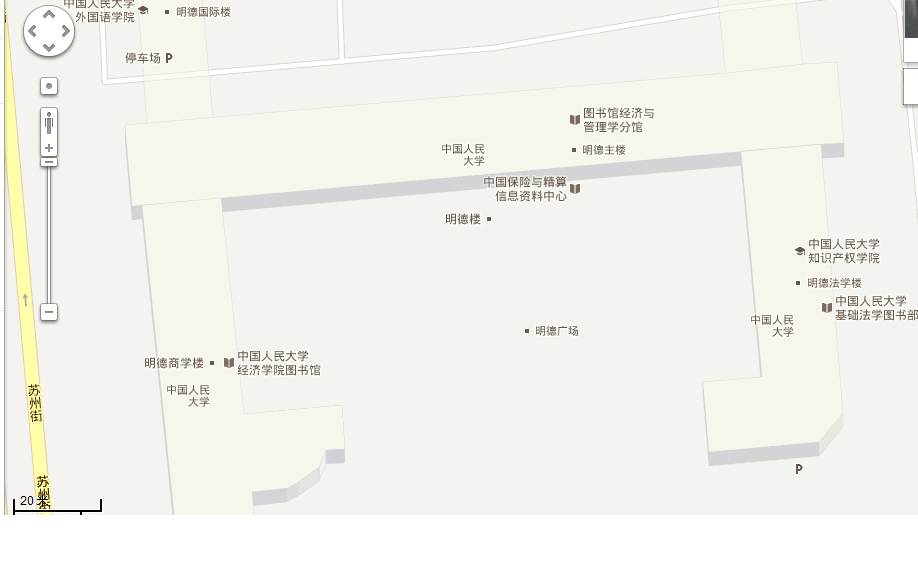 中国人民大学
外国语学院
明德国际楼
停车场 P
图书馆经济与
管理学分馆
中国人民
大学
明德主楼
中国保险与精算
信息资料中心
明德楼
中国人民大学
知识产权学院
明德法学楼
中国人民大学
基础法学图书部
中国人民
大学
明德广场
明德商学楼
中国人民大学
经济学院图书馆
中国人民
大学
苏州街
P
苏州街
20 米